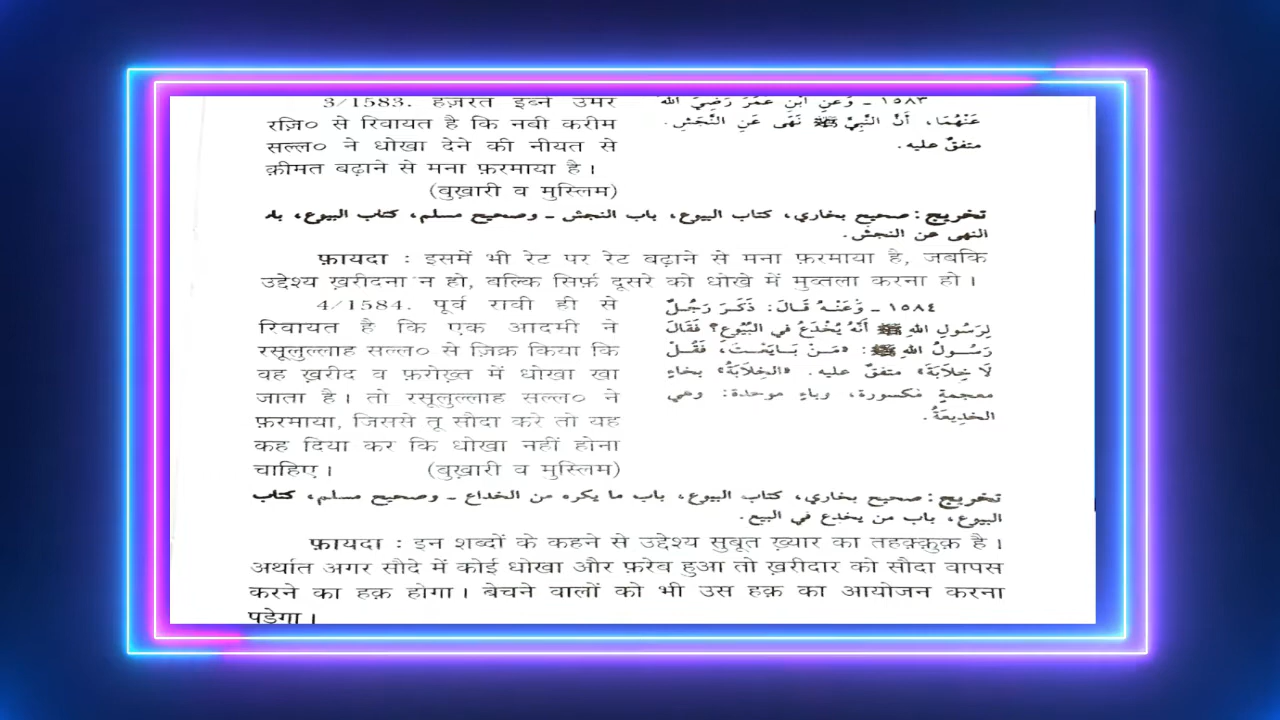 3/1583. हज़रत इब्ने उमर
रज़ि० से रिवायत है कि नबी करीम
सल्ल० ने धोखा देने की नीयत से
क़ीमत बढ़ाने से मना फ़रमाया है।
(बुख़ारी व मुस्लिम)
١٥٨٣ ـ وَعَنِ ابْنِ عُمَرَ رَضِيَ اللهُ
عَنْهُمَا، أَنَّ النَّبِيَّ ﷺ نَهَى عَنِ النَّجَشِ.
متفقٌ عليه.
تخريج: صحيح بخاري، كتاب البيوع، باب النجش ـ وصحيح مسلم، كتاب البيوع،
النهى عن النجش.
फ़ायदा : इसमें भी रेट पर रेट बढ़ाने से मना फ़रमाया है, जबकि
उद्देश्य ख़रीदना न हो, बल्कि सिर्फ़ दूसरे को धोखे में मुब्तला करना हो।
4/1584. पूर्व रावी ही से
रिवायत है कि एक आदमी ने
रसूलुल्लाह सल्ल० से ज़िक्र किया कि
वह ख़रीद व फ़रोख़्त में धोखा खा
जाता है। तो रसूलुल्लाह सल्ल० ने
फ़रमाया, जिससे तू सौदा करे तो यह
कह दिया कर कि धोखा नहीं होना
चाहिए। (बुख़ारी व मुस्लिम)
١٥٨٤ ـ وَعَنْهُ قَالَ: ذَكَرَ رَجُلٌ
لِرَسُولِ اللهِ ﷺ أَنَّهُ يُخْدَعُ في البُيُوعِ؟ فَقَالَ
رَسُولُ اللهِ ﷺ: «مَنْ بَايَعْتَ، فَقُلْ
لَا خِلَابَةَ» متفق عليه. «الخِلابَةُ» بخاءٍ
معجمةٍ مكسورة، وباءٍ موحدة: وهي
الخديعَةُ.
تخريج: صحيح بخاري، كتاب البيوع، باب ما يكره من الخداع ـ وصحيح مسلم، كتاب
البيوع، باب من يخدع في البيع.
फ़ायदा : इन शब्दों के कहने से उद्देश्य सुबूत ख़्यार का तहक़्क़ुक़ है।
अर्थात अगर सौदे में कोई धोखा और फ़रेब हुआ तो ख़रीदार को सौदा वापस
करने का हक़ होगा। बेचने वालों को भी उस हक़ का आयोजन करना
पड़ेगा।